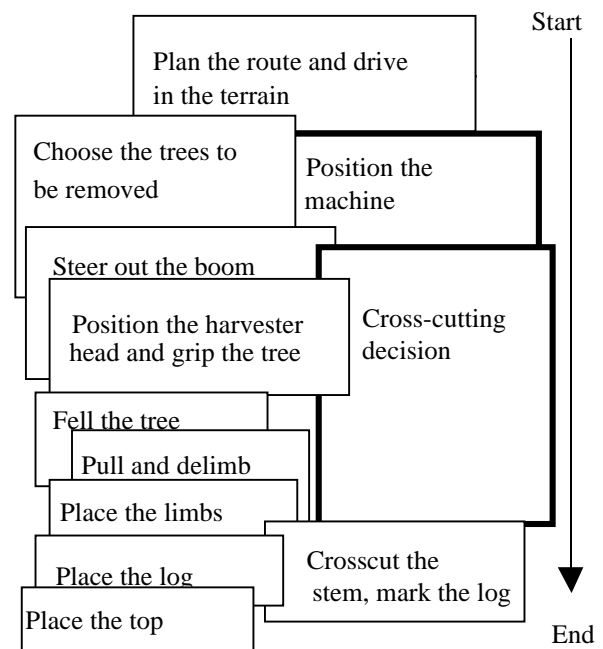 Start
Plan the route and drive
in the terrain
Choose the trees to
be removed
Position the
machine
Steer out the boom
Position the harvester
head and grip the tree
Cross-cutting
decision
Fell the tree
Pull and delimb
Place the limbs
Crosscut the
stem, mark the log
Place the log
Place the top
End